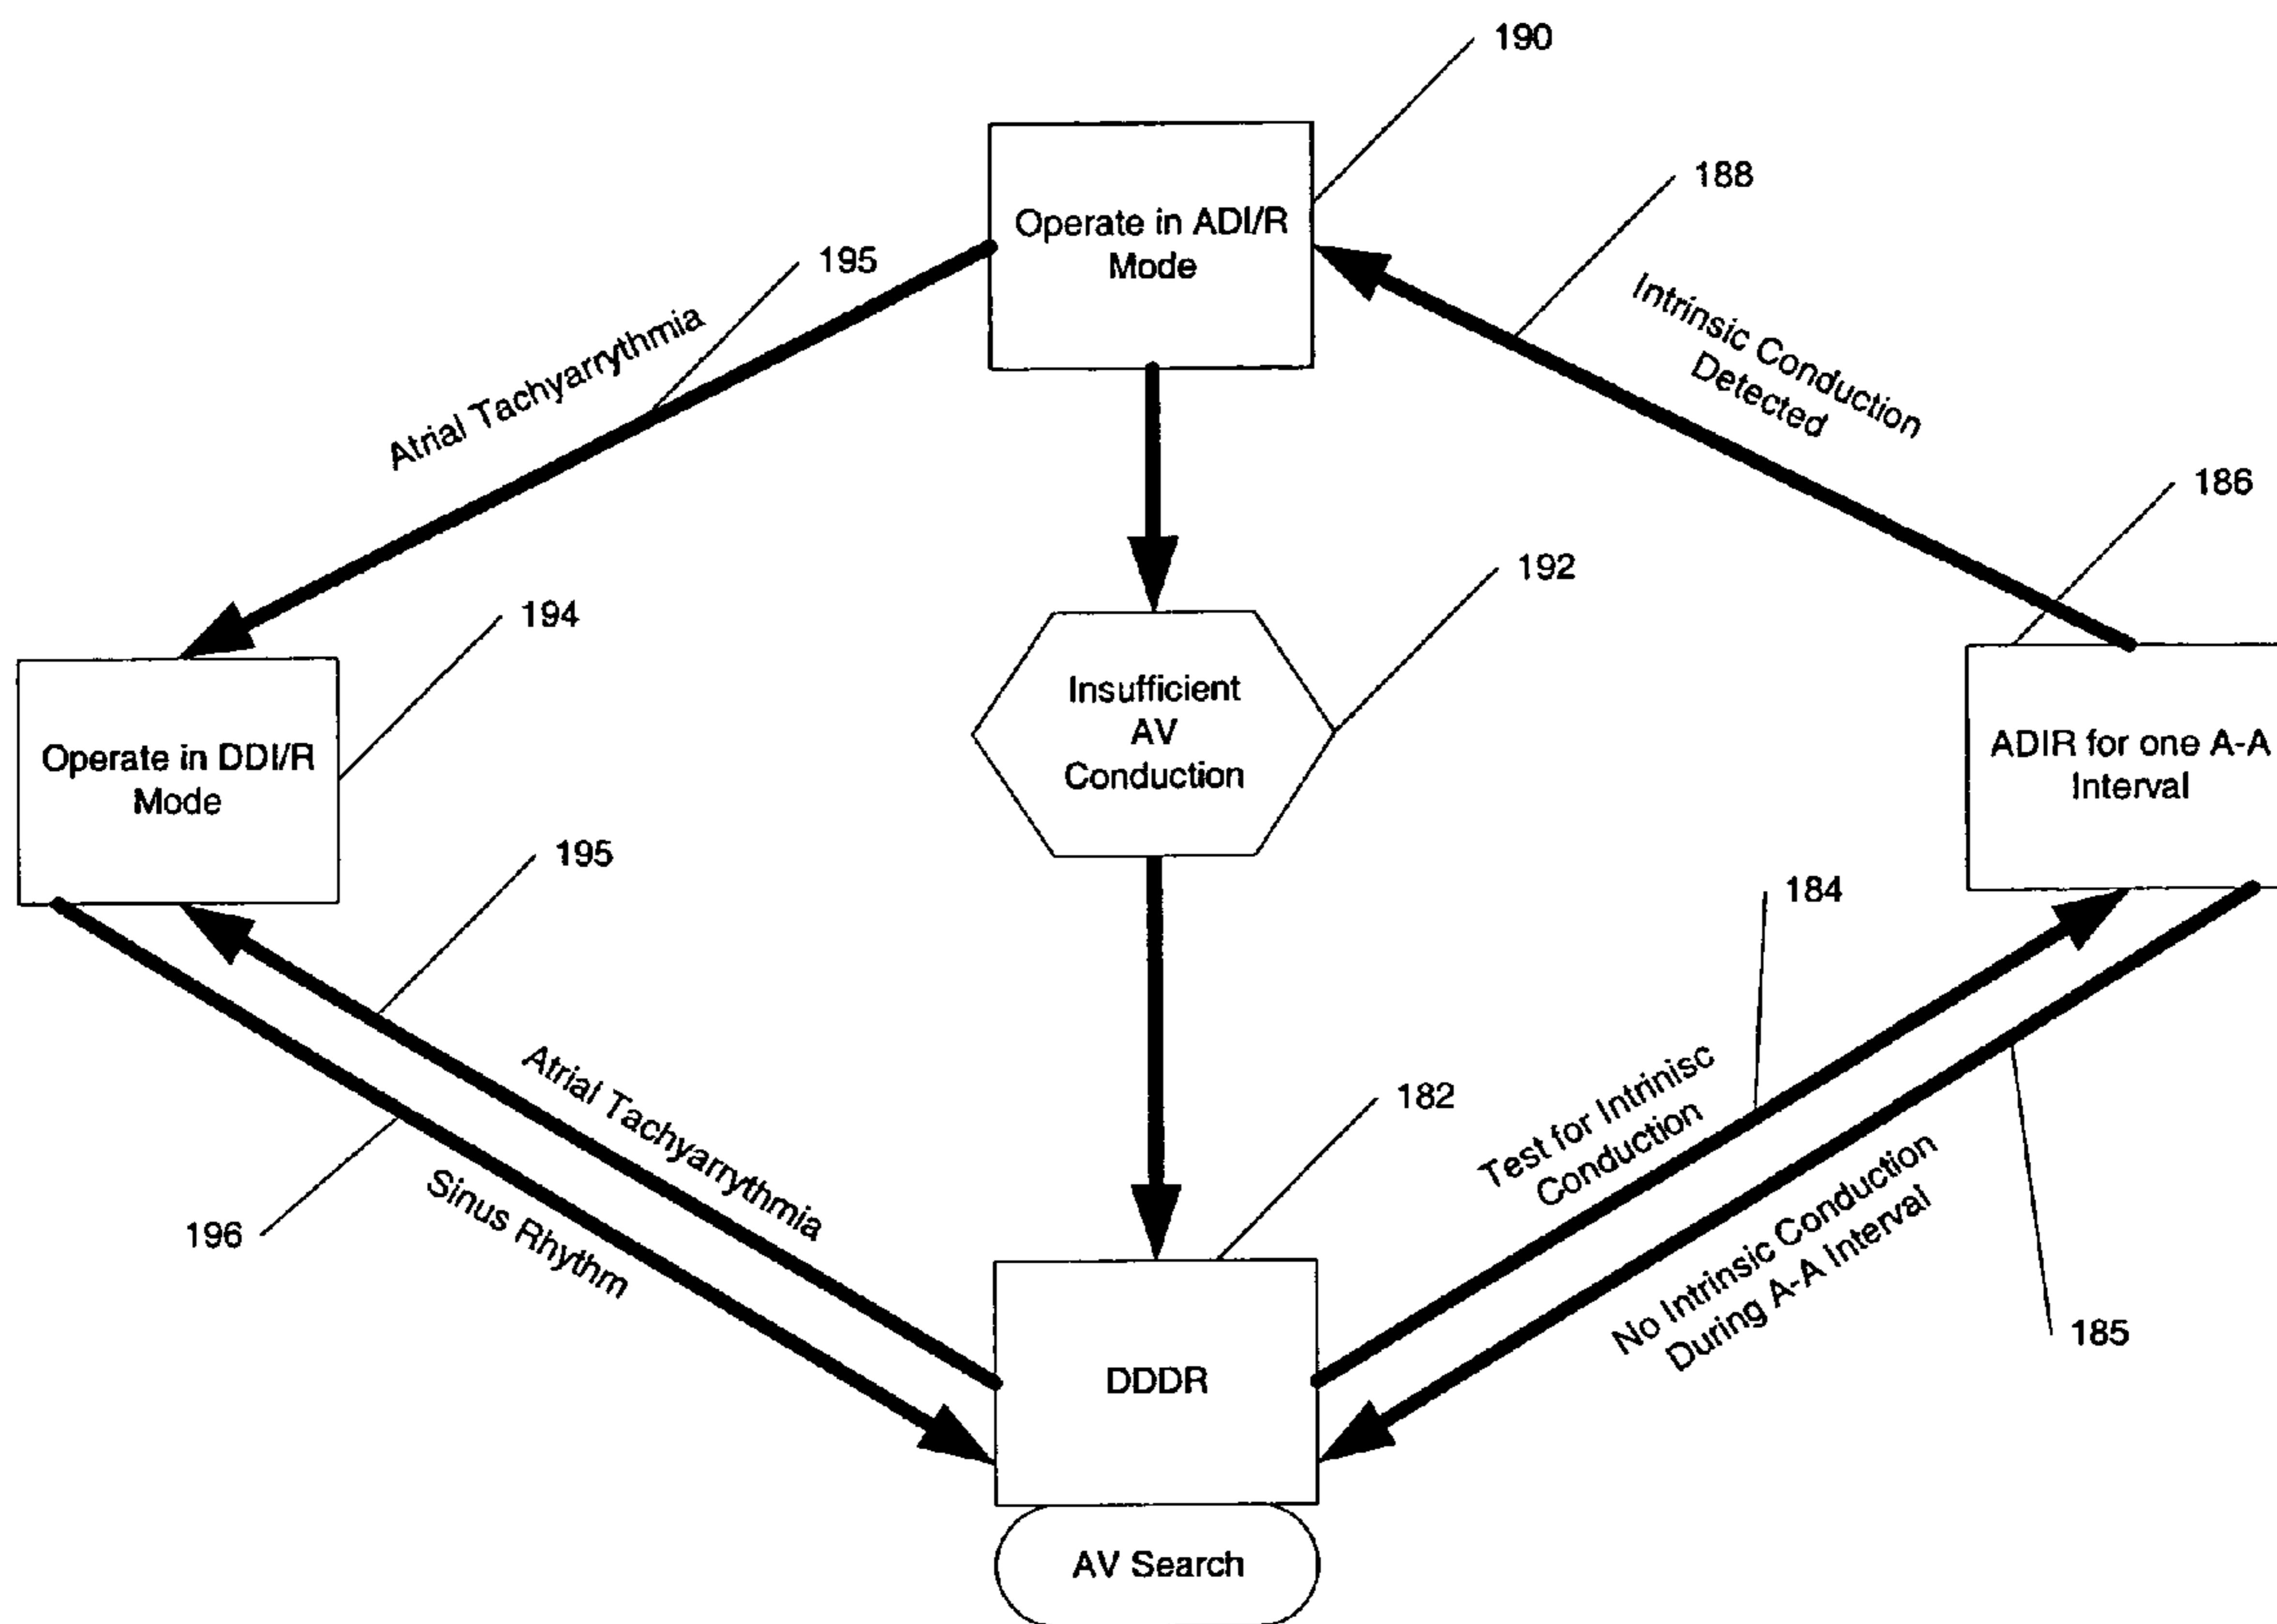 190
Operate in ADI/R
Mode
188
195
Atrial Tachyarrythmia
Intrinsic Conduction
Detected
186
192
194
Insufficient
AV
Conduction
Operate in DDI/R
Mode
ADIR for one A-A
Interval
195
184
Atrial Tachyarrythmia
Test for Intrinisc
Conduction
182
No Intrinsic Conduction
During A-A Interval
196
Sinus Rhythm
185
DDDR
AV Search